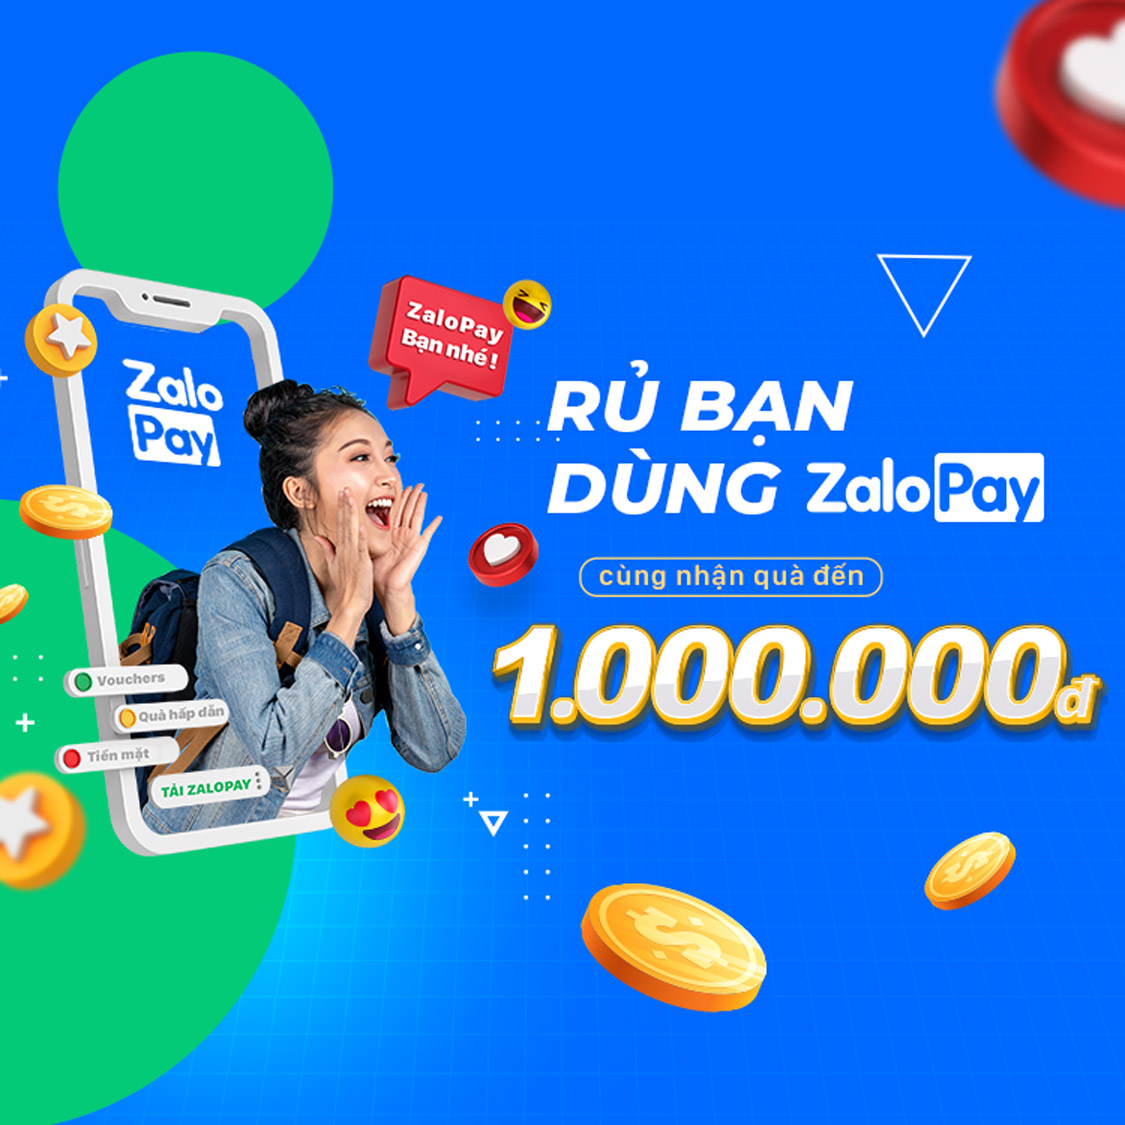 Zalo
Pay
ZaloPay
Bạn nhé !
RỦ BẠN
DÙNG ZaloPay
cùng nhận quà đến
1.000.000đ
Vouchers
Quà hấp dẫn
Tiền mặt
TẢI ZALOPAY